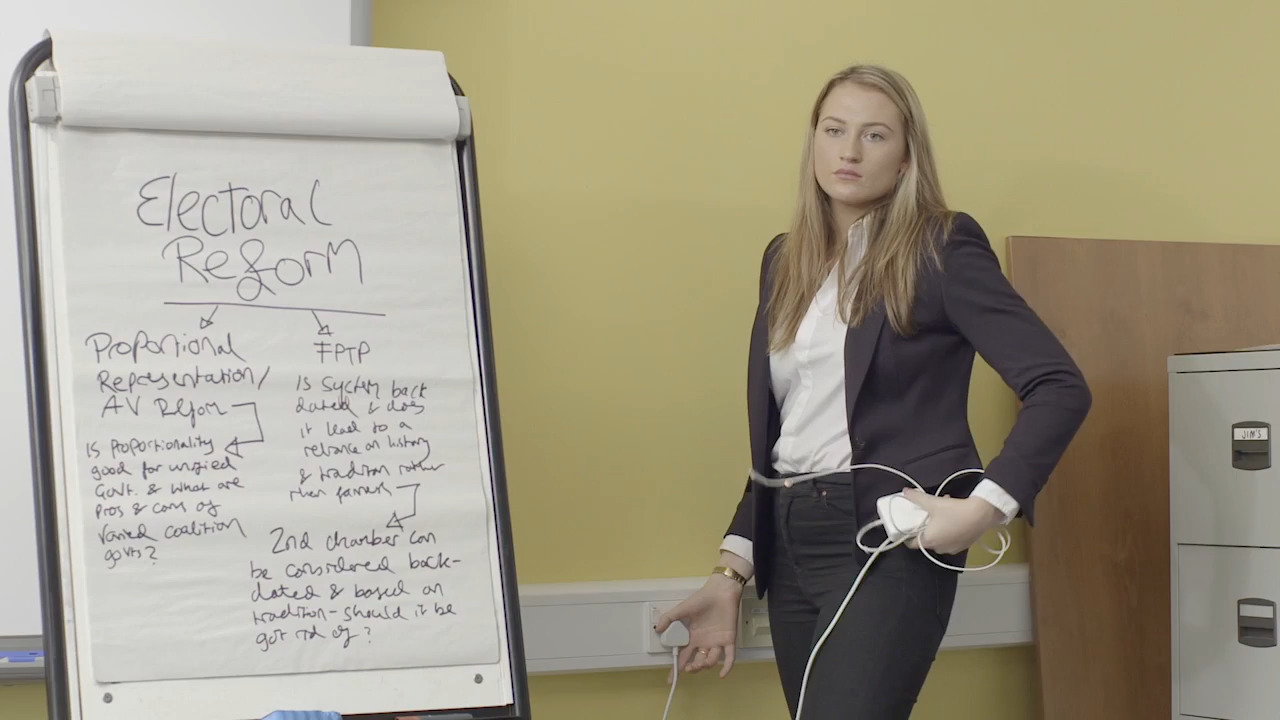 Electoral
Reform
Proportional
Representation/
AV Reform
Is proportionality
good for unified
Govt. & what are
pros & cons of
varied coalition
govts?
FPTP
Is system back
dated & does
it lead to a
reliance on history
& tradition rather
than fairness
2nd chamber can
be considered back-
dated & based on
tradition-should it be
got rid of?
JIM'S